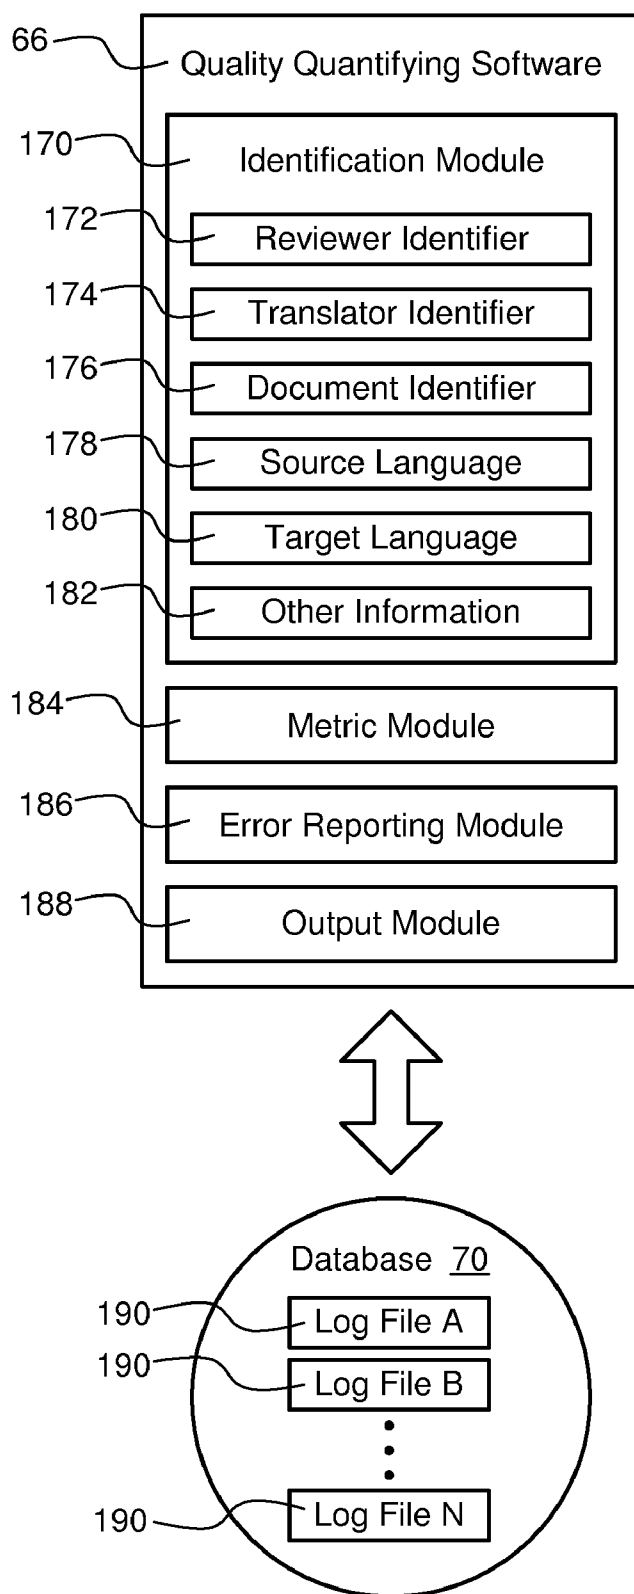 66 Quality Quantifying Software
170 Identification Module
172 Reviewer Identifier
174 Translator Identifier
176 Document Identifier
178 Source Language
180 Target Language
182 Other Information
184 Metric Module
186 Error Reporting Module
188 Output Module
Database 70
190 Log File A
190 Log File B
190 Log File N